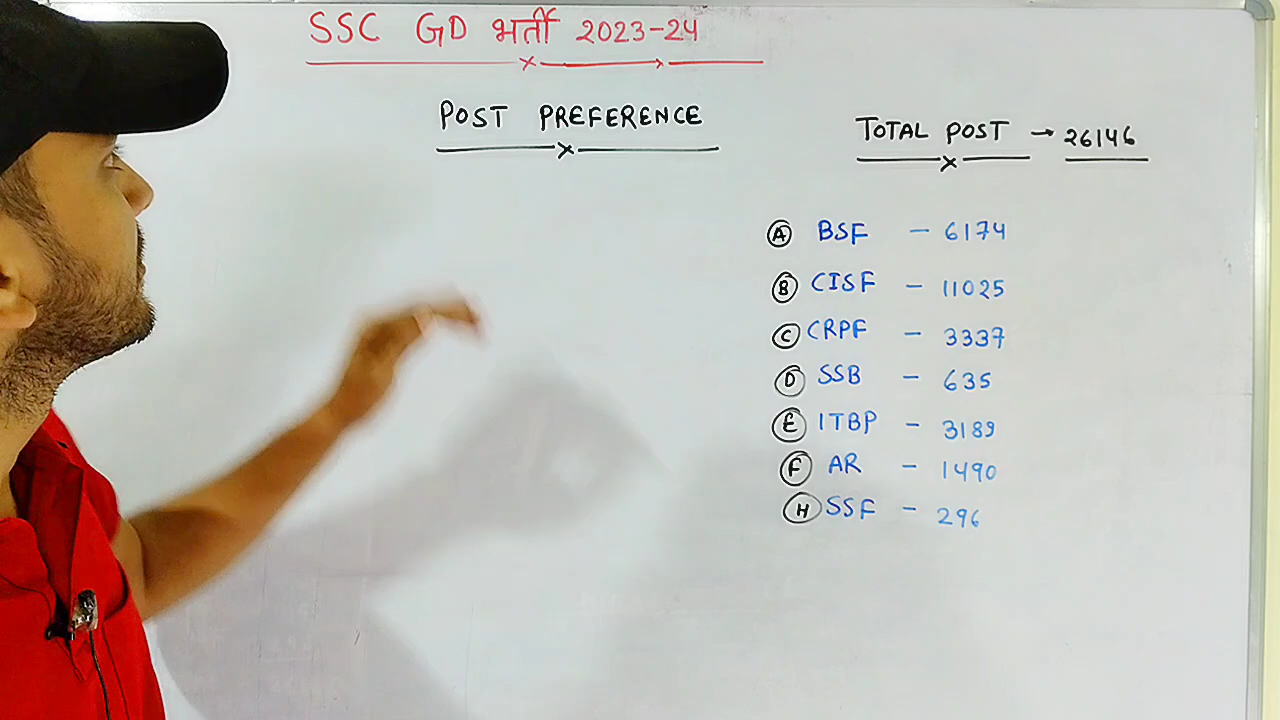 SSC GD भर्ती 2023-24
POST PREFERENCE
TOTAL POST → 26146
A BSF - 6174
B CISF - 11025
C CRPF - 3337
D SSB - 635
E ITBP - 3189
F AR - 1490
H SSF - 296